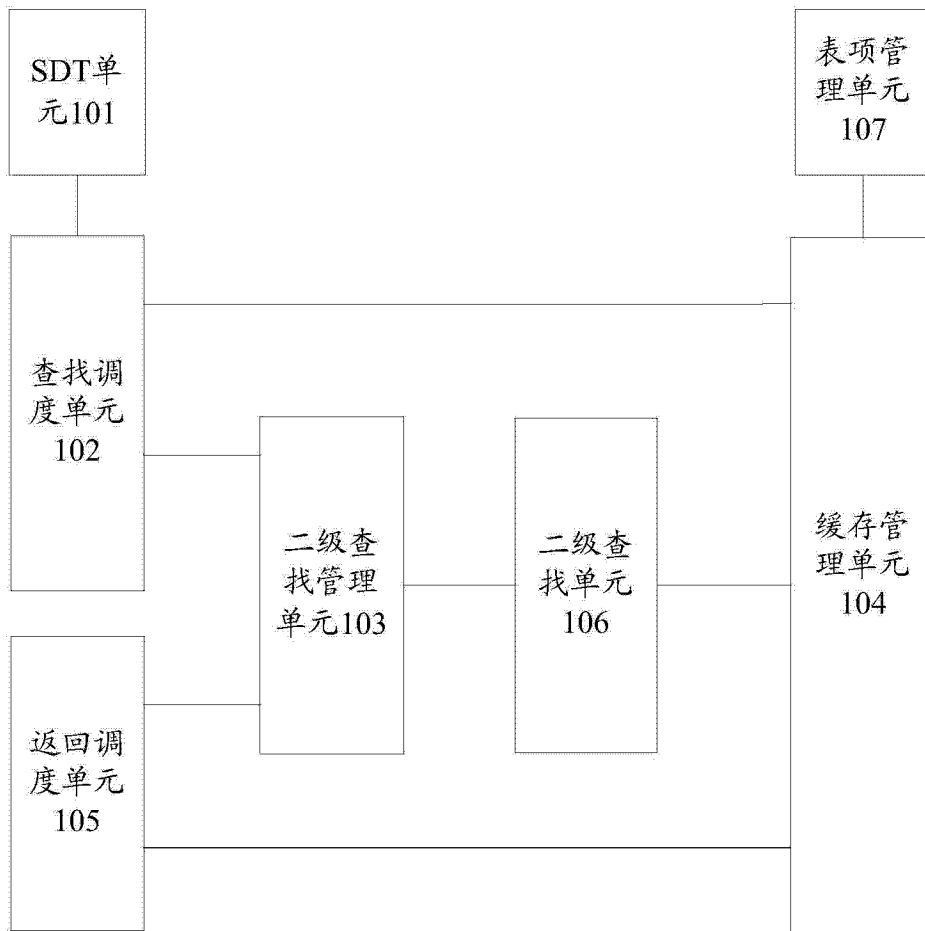 SDT单
元101
表项管
理单元
107
查找调
度单元
102
二级查
找管理
单元103
二级查
找单元
106
缓存管
理单元
104
返回调
度单元
105